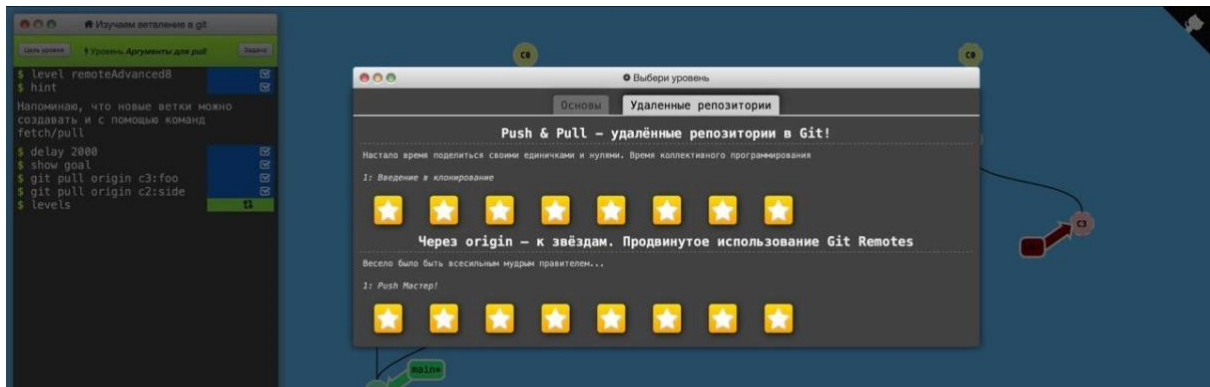 Изучаем ветвление в git
Цель уровня
Уровень Аргументы для pull
Задача
$ level remoteAdvanced8
$ hint
Напоминаю, что новые ветки можно
создавать и с помощью команд
fetch/pull
$ delay 2000
$ show goal
$ git pull origin c3:foo
$ git pull origin c2:side
$ levels
C0
C0
Выбери уровень
Основы
Удаленные репозитории
Push & Pull – удалённые репозитории в Git!
Настало время поделиться своими единичками и нулями. Время коллективного программирования
1: Введение в клонирование
Через origin – к звёздам. Продвинутое использование Git Remotes
Весело было быть всесильным мудрым правителем...
1: Push Мастер!
C3
main*